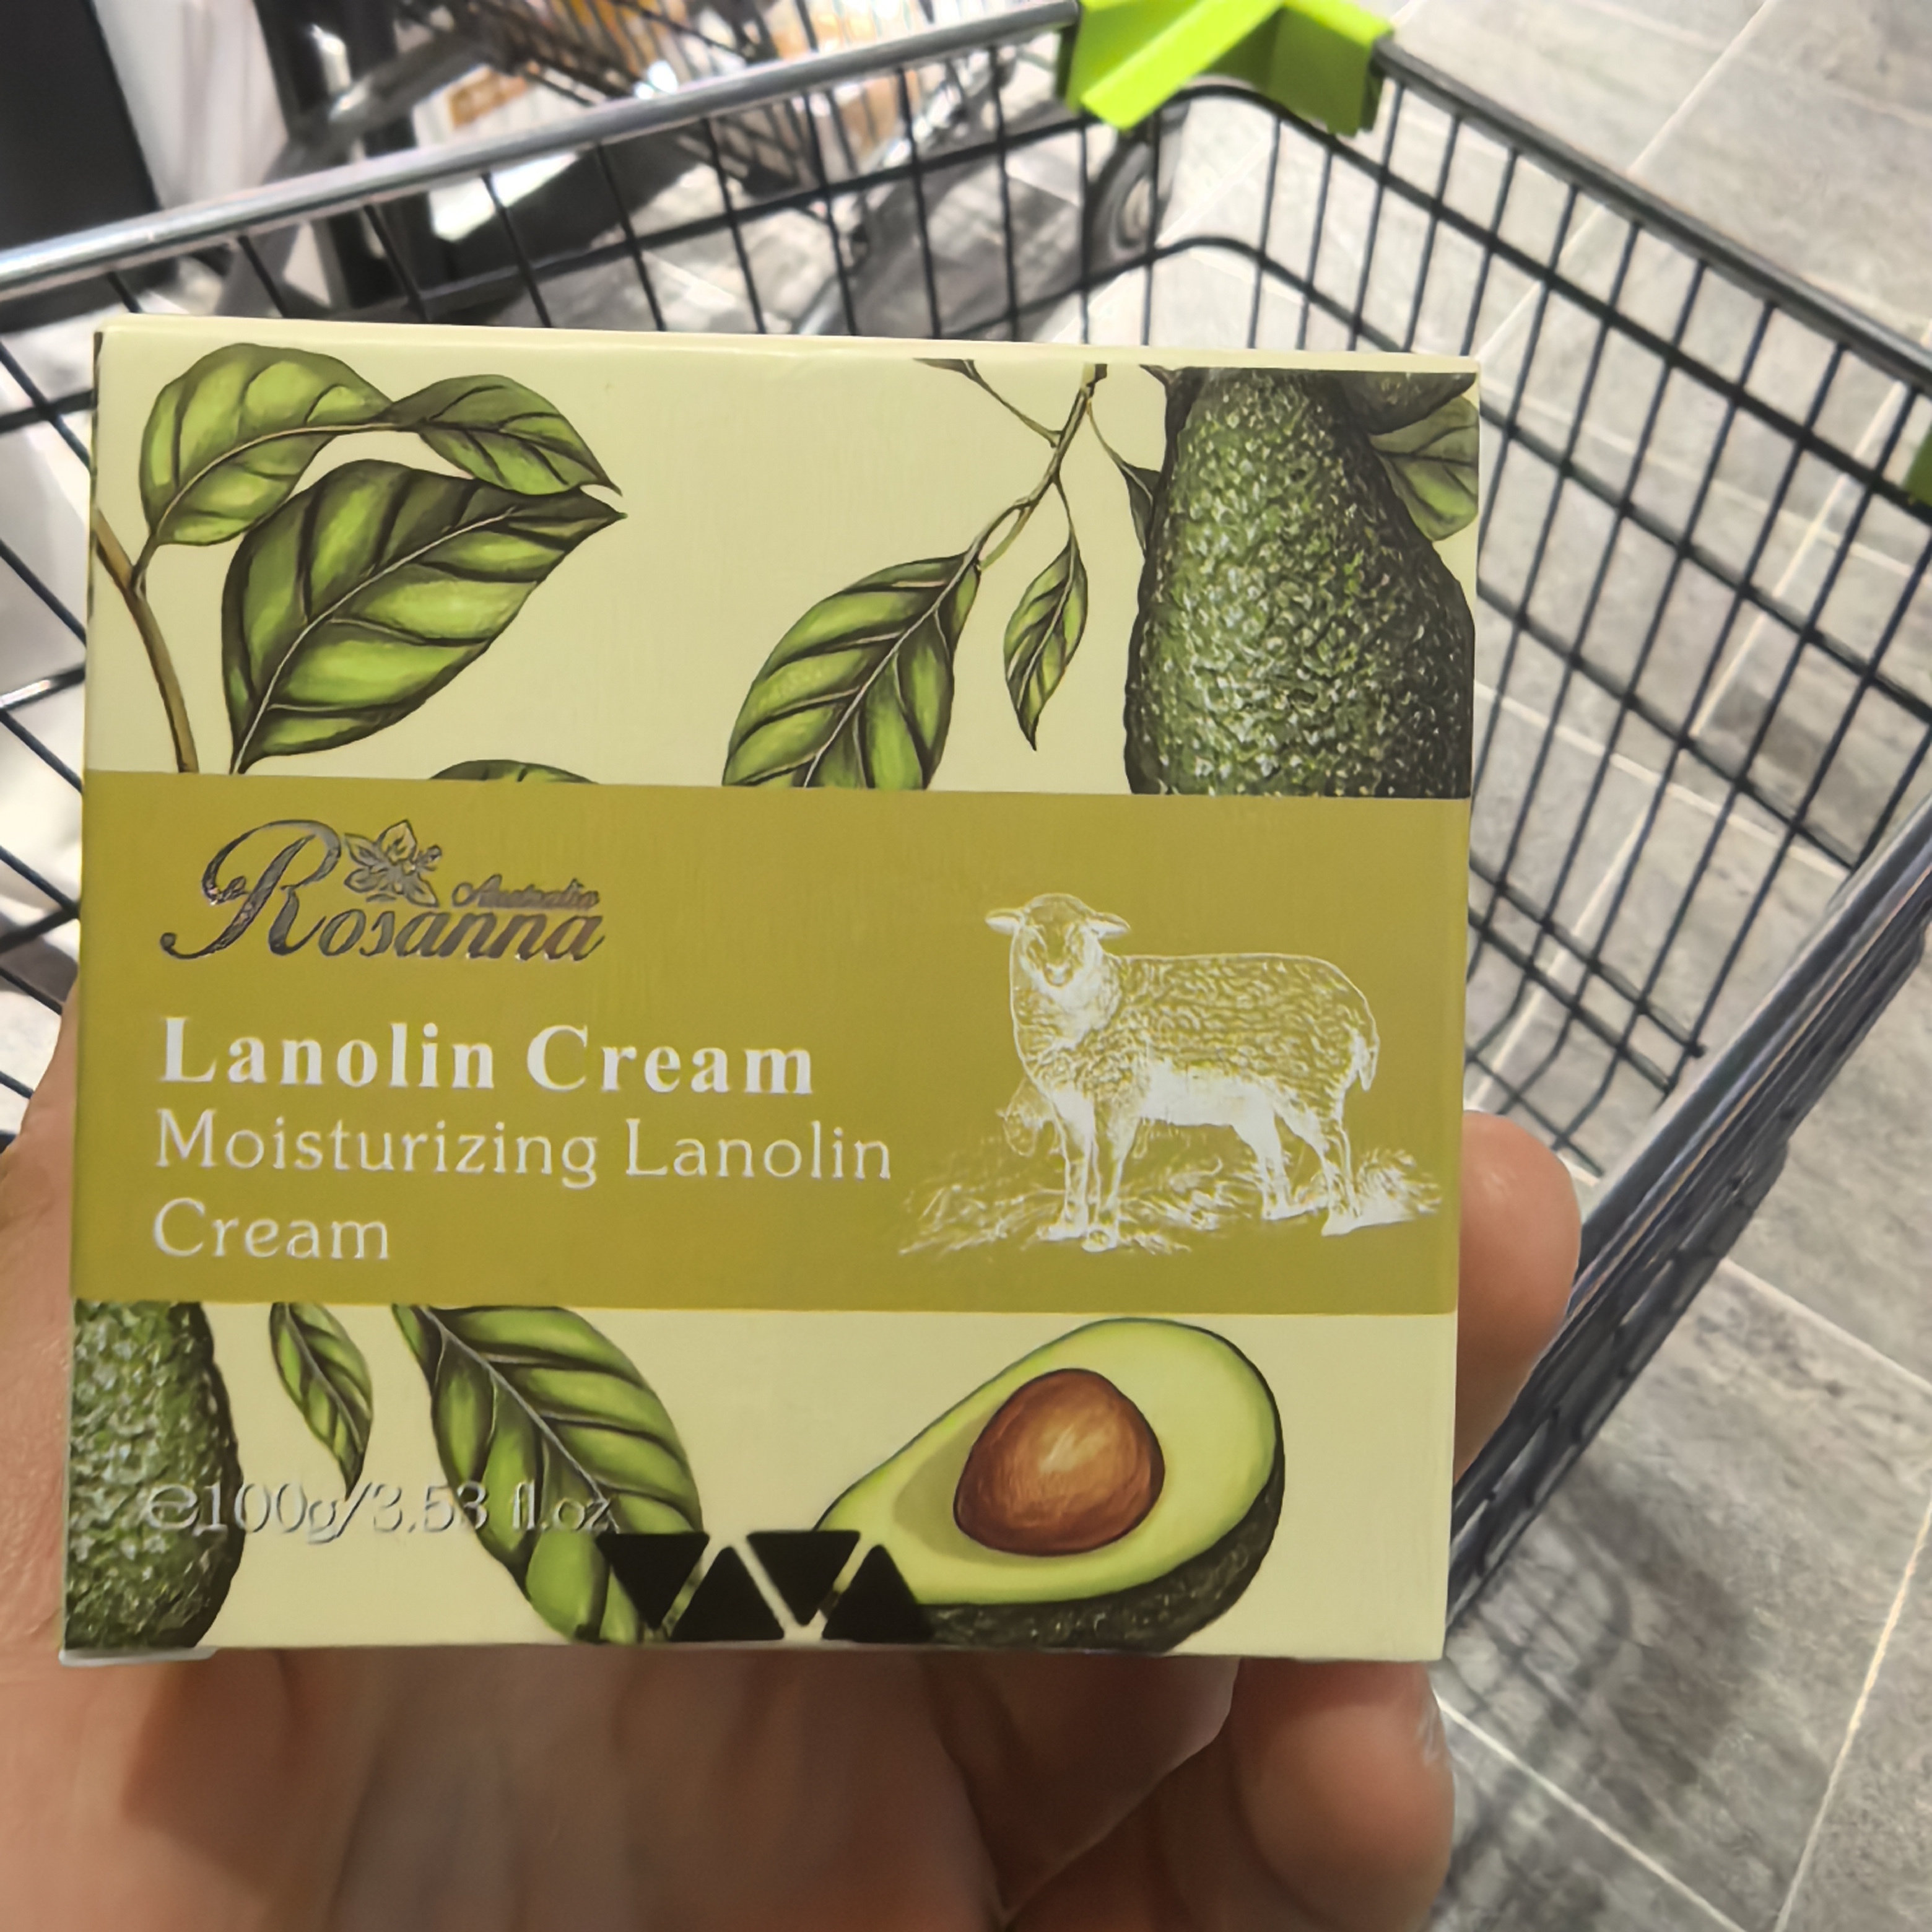 Rosanna
Australia
Lanolin Cream
Moisturizing Lanolin
Cream
℮100g/3.53 fl.oz